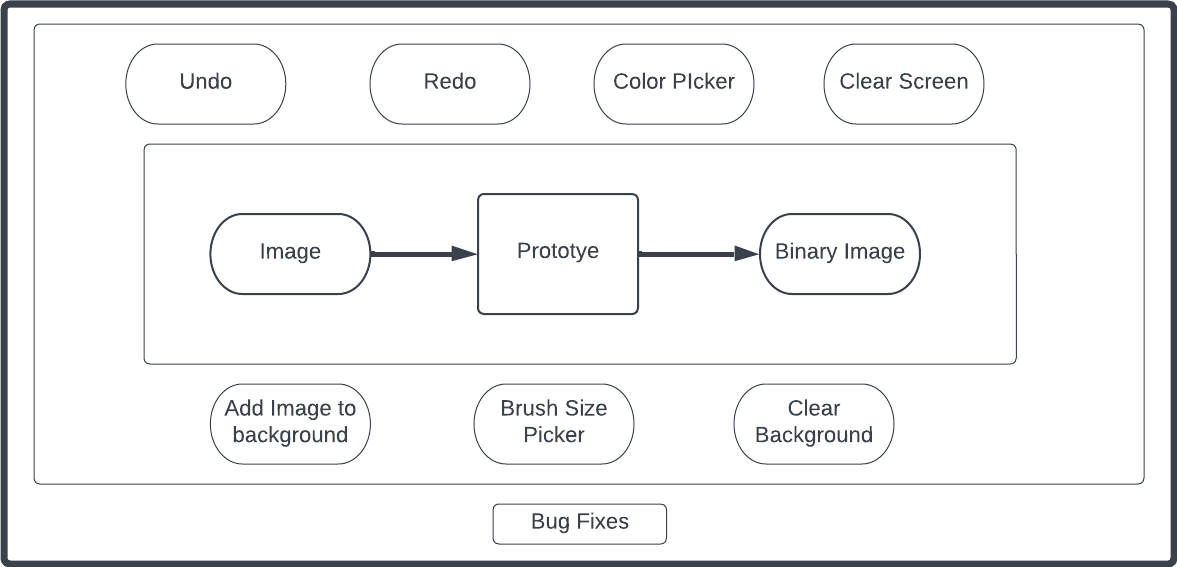 Undo
Redo
Color PIcker
Clear Screen
Image
Prototye
Binary Image
Add Image to
background
Brush Size
Picker
Clear
Background
Bug Fixes